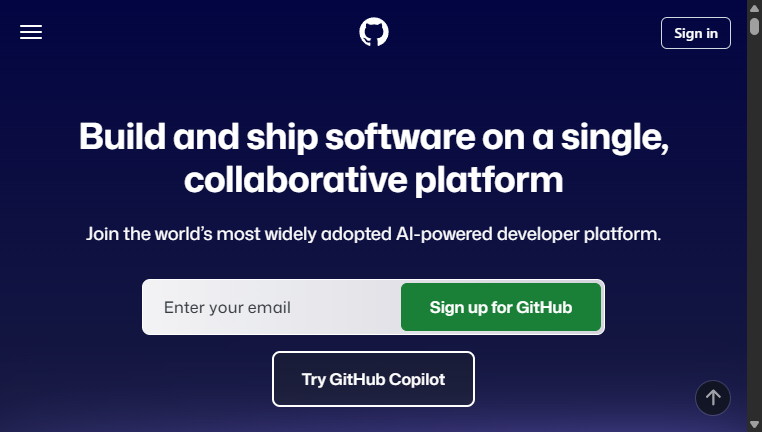 Sign in
Build and ship software on a single,
collaborative platform
Join the world’s most widely adopted AI-powered developer platform.
Enter your email
Sign up for GitHub
Try GitHub Copilot